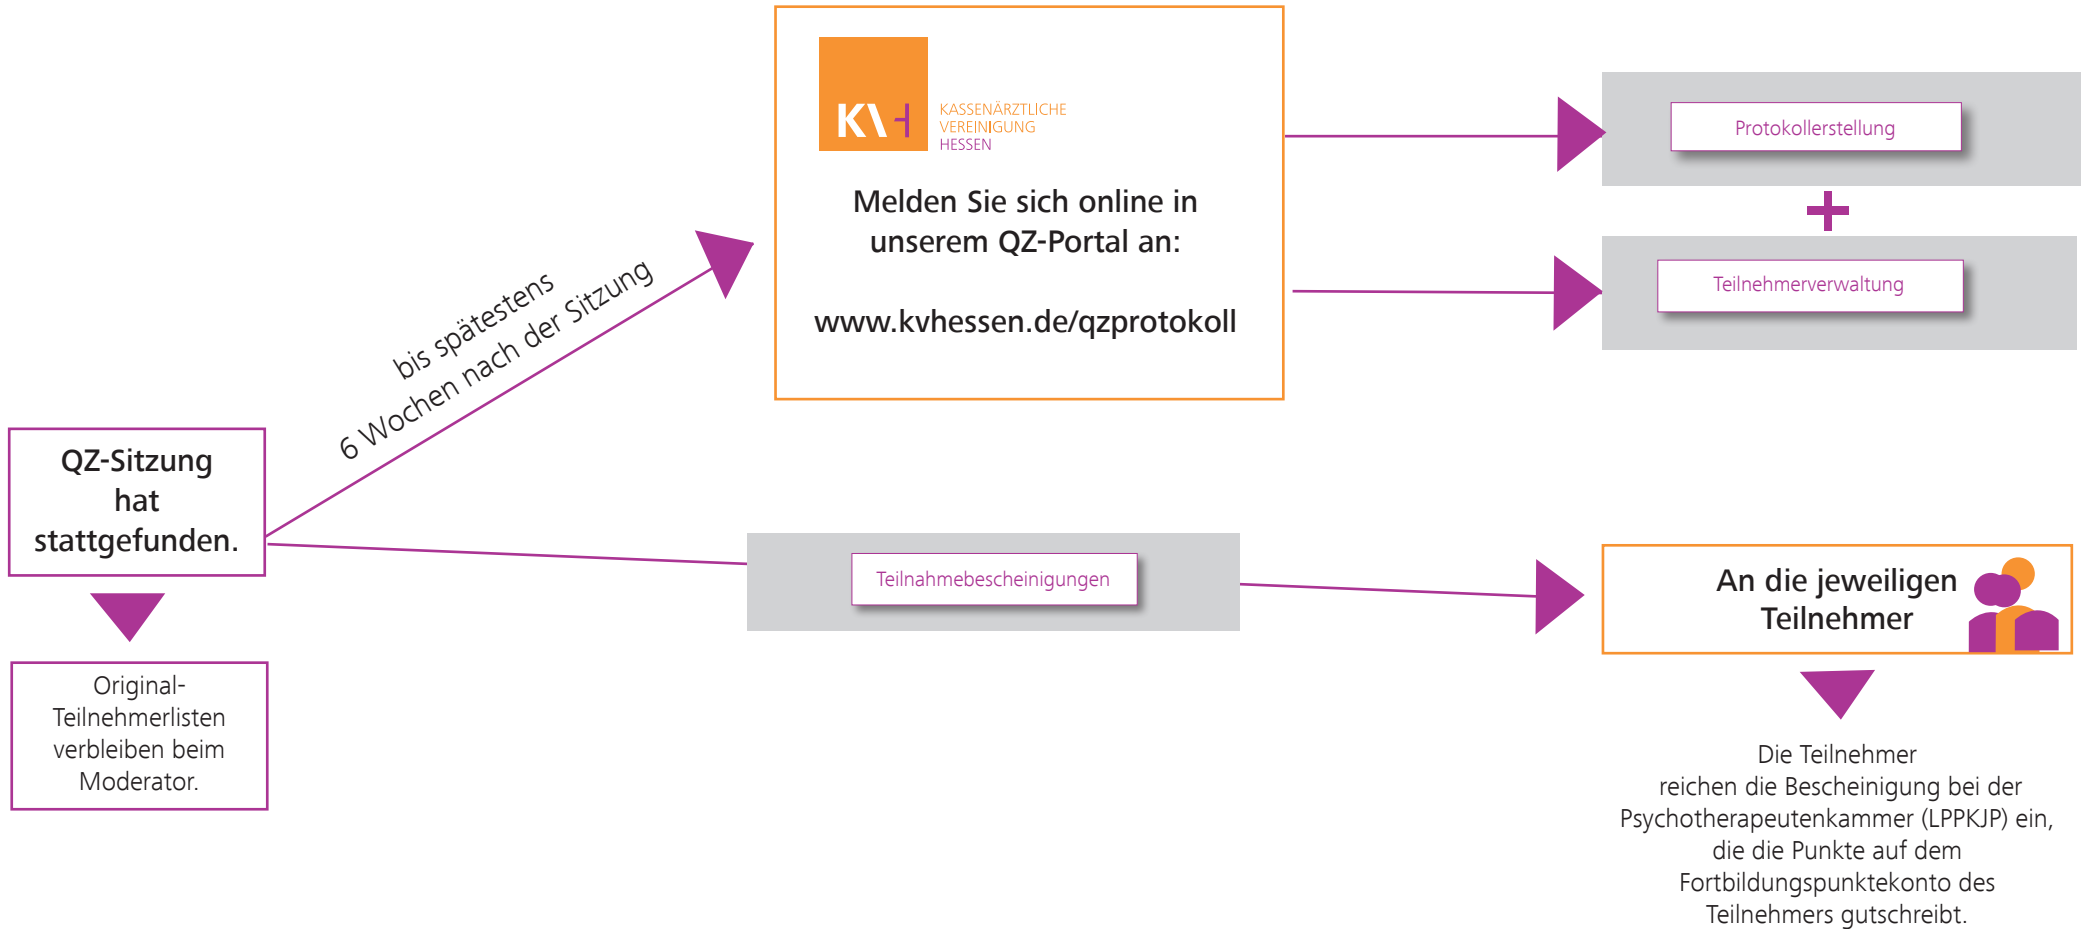 KVH
KASSENÄRZTLICHE
VEREINIGUNG
HESSEN
Melden Sie sich online in
unserem QZ-Portal an:
www.kvhessen.de/qzprotokoll
Protokollerstellung
+
Teilnehmerverwaltung
bis spätestens
6 Wochen nach der Sitzung
QZ-Sitzung
hat
stattgefunden.
Teilnahmebescheinigungen
An die jeweiligen
Teilnehmer
Original-
Teilnehmerlisten
verbleiben beim
Moderator.
Die Teilnehmer
reichen die Bescheinigung bei der
Psychotherapeutenkammer (LPPKJP) ein,
die die Punkte auf dem
Fortbildungspunktekonto des
Teilnehmers gutschreibt.